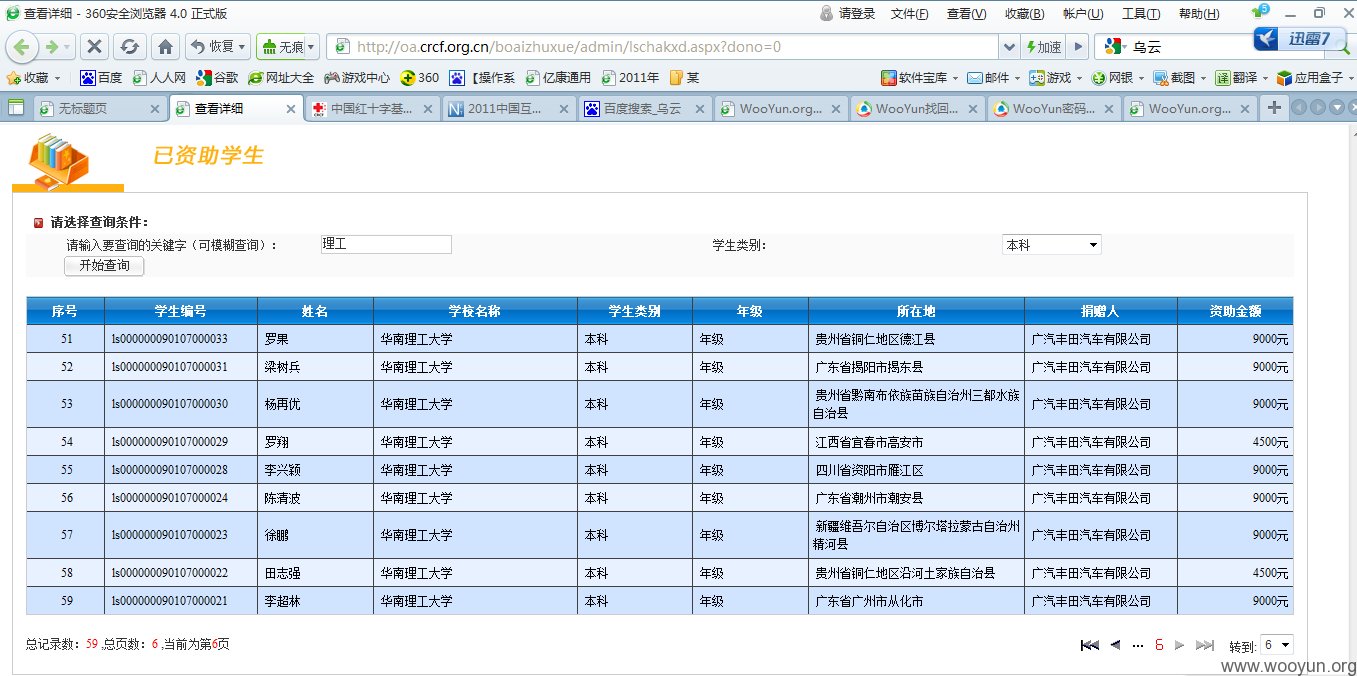 查看详细 - 360安全浏览器 4.0 正式版 请登录 文件(F) 查看(V) 收藏(B) 帐户(U) 工具(T) 帮助(H) 5
恢复 无痕 http://oa.crcf.org.cn/boaizhuxue/admin/lschakxd.aspx?dono=0 加速 乌云 迅雷7
收藏 百度 人人网 谷歌 网址大全 游戏中心 360 【操作系 亿康通用 2011年 某 软件宝库 邮件 游戏 网银 截图 翻译 应用盒子
无标题页 查看详细 中国红十字基... 2011中国互... 百度搜索_乌云 WooYun.org... WooYun找回... WooYun密码... WooYun.org...
已资助学生
请选择查询条件：
请输入要查询的关键字（可模糊查询）： 理工 学生类别： 本科
开始查询
序号 学生编号 姓名 学校名称 学生类别 年级 所在地 捐赠人 资助金额
51 ls000000090107000033 罗果 华南理工大学 本科 年级 贵州省铜仁地区德江县 广汽丰田汽车有限公司 9000元
52 ls000000090107000031 梁树兵 华南理工大学 本科 年级 广东省揭阳市揭东县 广汽丰田汽车有限公司 9000元
53 ls000000090107000030 杨再优 华南理工大学 本科 年级 贵州省黔南布依族苗族自治州三都水族自治县 广汽丰田汽车有限公司 9000元
54 ls000000090107000029 罗翔 华南理工大学 本科 年级 江西省宜春市高安市 广汽丰田汽车有限公司 4500元
55 ls000000090107000028 李兴颖 华南理工大学 本科 年级 四川省资阳市雁江区 广汽丰田汽车有限公司 9000元
56 ls000000090107000024 陈清波 华南理工大学 本科 年级 广东省潮州市潮安县 广汽丰田汽车有限公司 9000元
57 ls000000090107000023 徐鹏 华南理工大学 本科 年级 新疆维吾尔自治区博尔塔拉蒙古自治州精河县 广汽丰田汽车有限公司 9000元
58 ls000000090107000022 田志强 华南理工大学 本科 年级 贵州省铜仁地区沿河土家族自治县 广汽丰田汽车有限公司 4500元
59 ls000000090107000021 李超林 华南理工大学 本科 年级 广东省广州市从化市 广汽丰田汽车有限公司 9000元
总记录数：59 ,总页数：6 ,当前为第6页 ... 6 转到: 6
www.wooyun.org